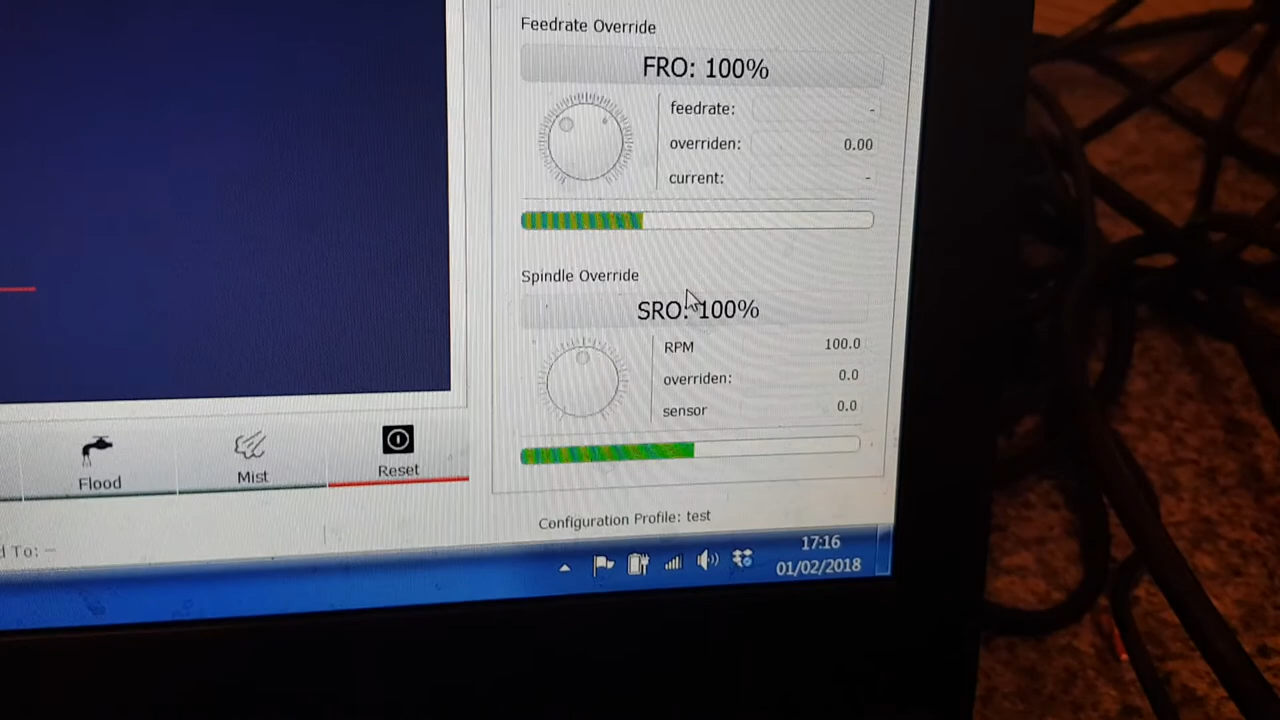 Feedrate Override
FRO: 100%
feedrate: -
overriden: 0.00
current: -
Spindle Override
SRO: 100%
RPM 100.0
overriden: 0.0
sensor 0.0
Flood
Mist
Reset
Configuration Profile: test
d To: --
17:16
01/02/2018